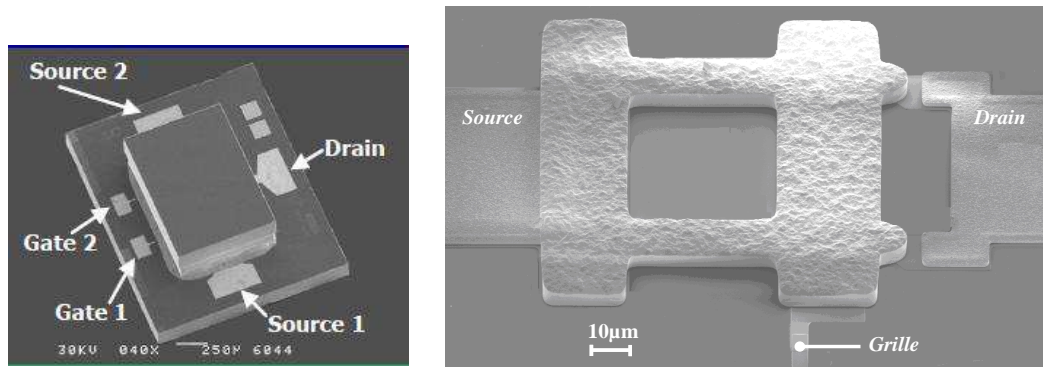 Source 2
Drain
Gate 2
Gate 1
Source 1
30KV 040X 250µ 6044
Source
Drain
10µm
Grille